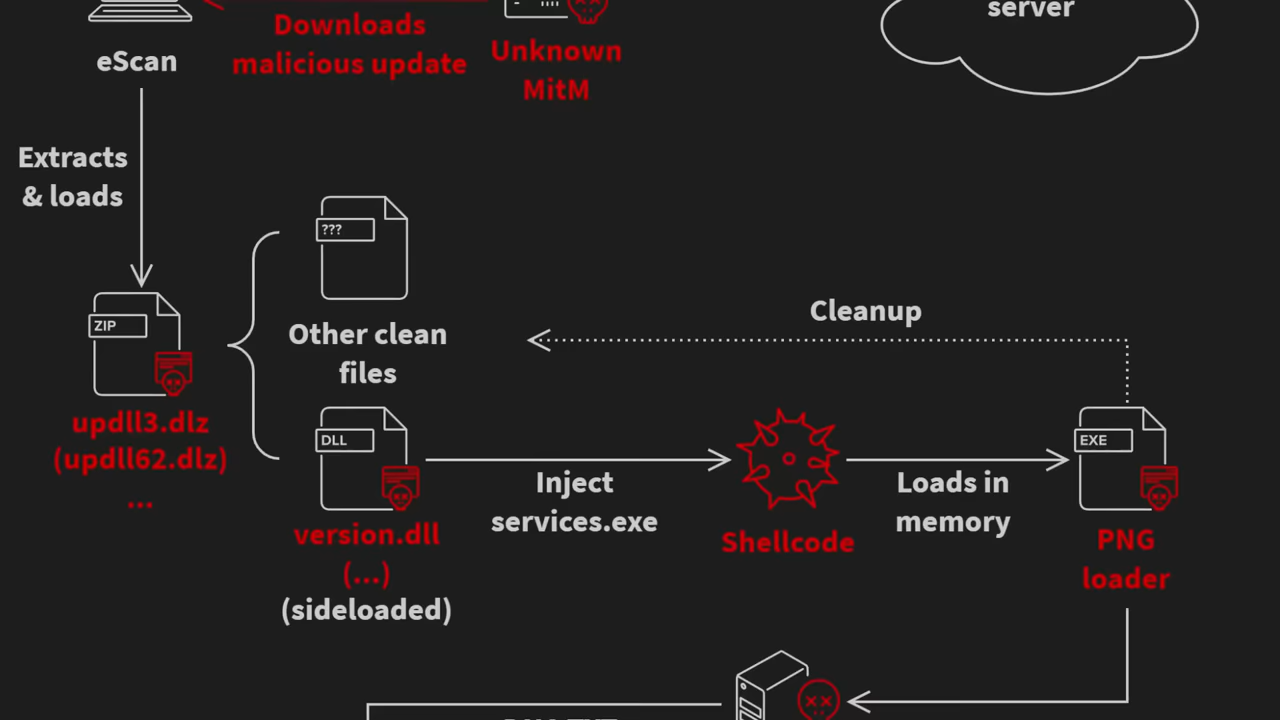 server
Downloads
malicious update
Unknown
MitM
eScan
Extracts
& loads
???
Other clean
files
Cleanup
ZIP
updll3.dlz
(updll62.dlz)
...
DLL
version.dll
(...)
(sideloaded)
Inject
services.exe
Shellcode
Loads in
memory
EXE
PNG
loader